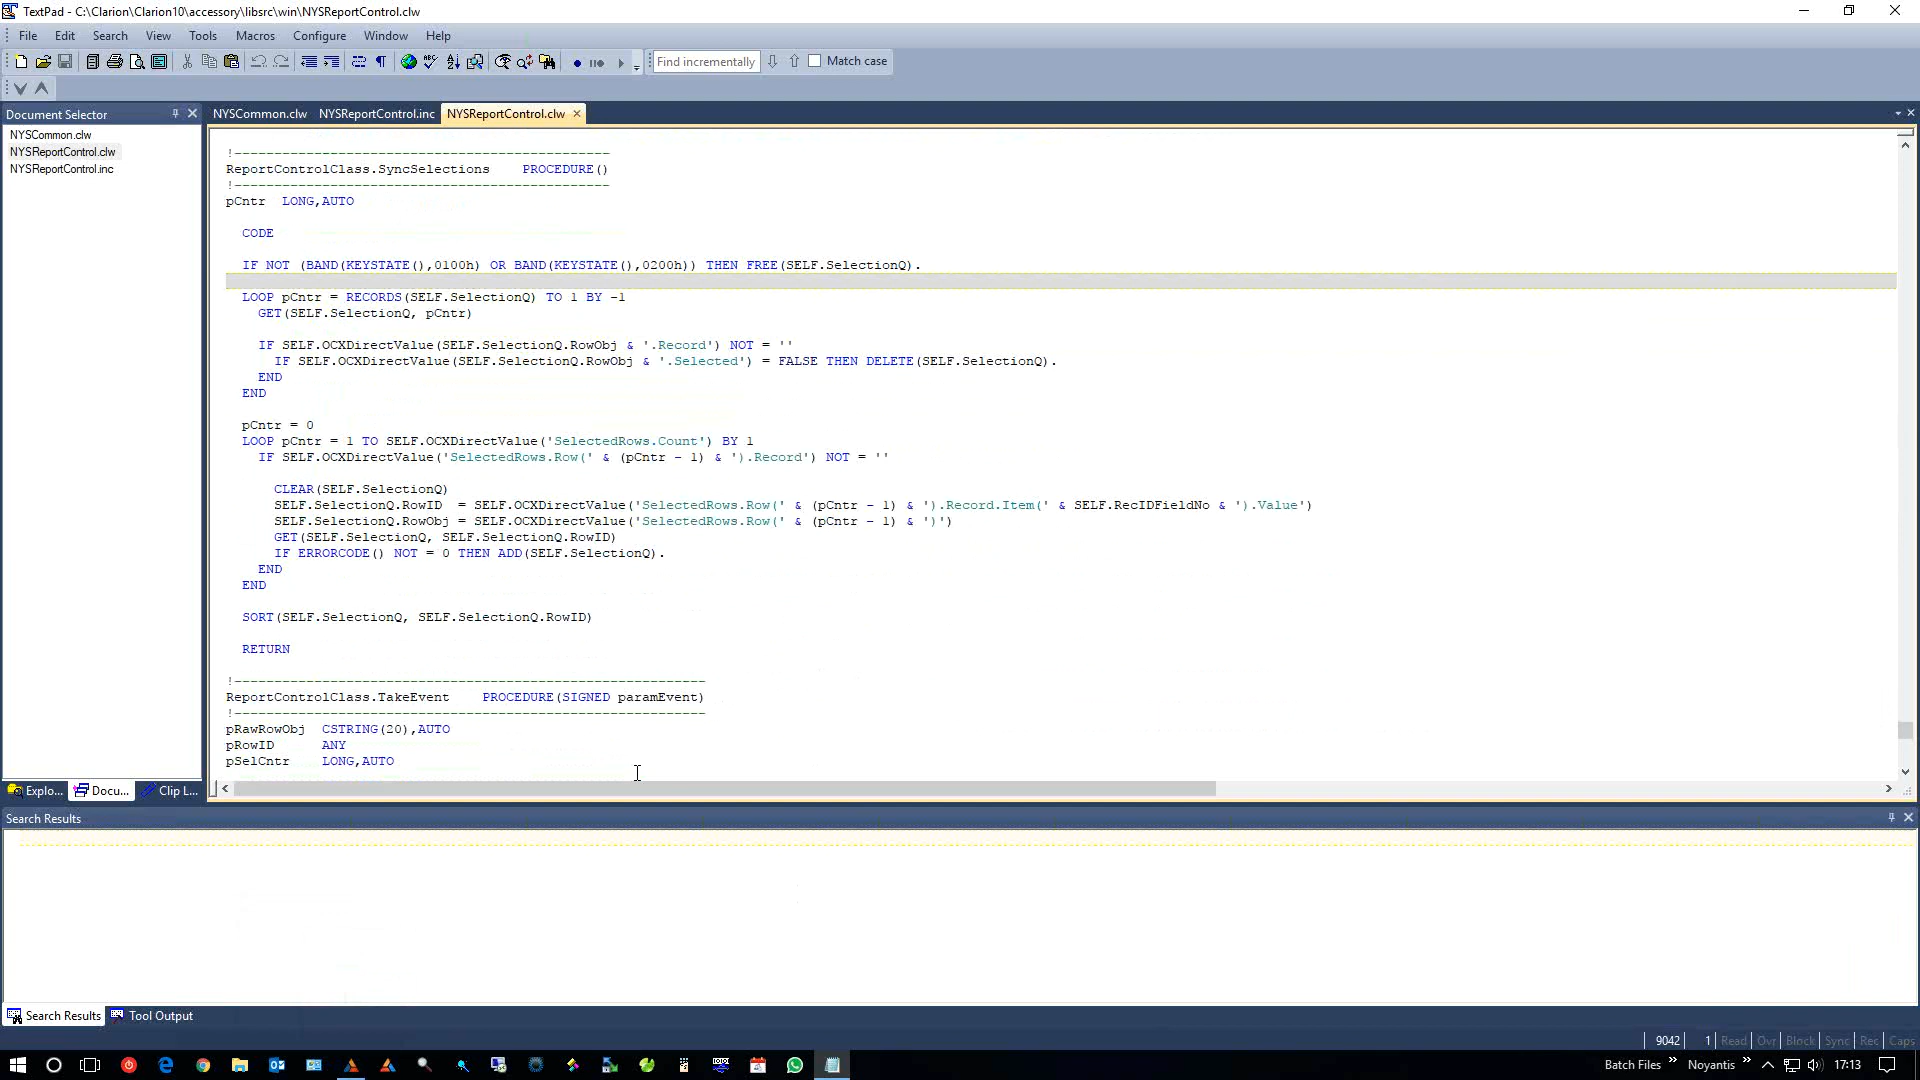 TextPad - C:\Clarion\Clarion10\accessory\libsrc\win\NYSReportControl.clw
File Edit Search View Tools Macros Configure Window Help
Find incrementally Match case
Document Selector
NYSCommon.clw
NYSReportControl.clw
NYSReportControl.inc
NYSCommon.clw NYSReportControl.inc NYSReportControl.clw
!-----------------------------------------------
ReportControlClass.SyncSelections    PROCEDURE()
!-----------------------------------------------
pCntr  LONG,AUTO
CODE
IF NOT (BAND(KEYSTATE(),0100h) OR BAND(KEYSTATE(),0200h)) THEN FREE(SELF.SelectionQ).
LOOP pCntr = RECORDS(SELF.SelectionQ) TO 1 BY -1
GET(SELF.SelectionQ, pCntr)
IF SELF.OCXDirectValue(SELF.SelectionQ.RowObj & '.Record') NOT = ''
IF SELF.OCXDirectValue(SELF.SelectionQ.RowObj & '.Selected') = FALSE THEN DELETE(SELF.SelectionQ).
END
END
pCntr = 0
LOOP pCntr = 1 TO SELF.OCXDirectValue('SelectedRows.Count') BY 1
IF SELF.OCXDirectValue('SelectedRows.Row(' & (pCntr - 1) & ').Record') NOT = ''
CLEAR(SELF.SelectionQ)
SELF.SelectionQ.RowID  = SELF.OCXDirectValue('SelectedRows.Row(' & (pCntr - 1) & ').Record.Item(' & SELF.RecIDFieldNo & ').Value')
SELF.SelectionQ.RowObj = SELF.OCXDirectValue('SelectedRows.Row(' & (pCntr - 1) & ')')
GET(SELF.SelectionQ, SELF.SelectionQ.RowID)
IF ERRORCODE() NOT = 0 THEN ADD(SELF.SelectionQ).
END
END
SORT(SELF.SelectionQ, SELF.SelectionQ.RowID)
RETURN
!-----------------------------------------------------------
ReportControlClass.TakeEvent    PROCEDURE(SIGNED paramEvent)
!-----------------------------------------------------------
pRawRowObj  CSTRING(20),AUTO
pRowID      ANY
pSelCntr    LONG,AUTO
Explo... Docu... Clip L...
Search Results
Search Results Tool Output
9042 1 Read Ovr Block Sync Rec Caps
Batch Files Noyantis 17:13